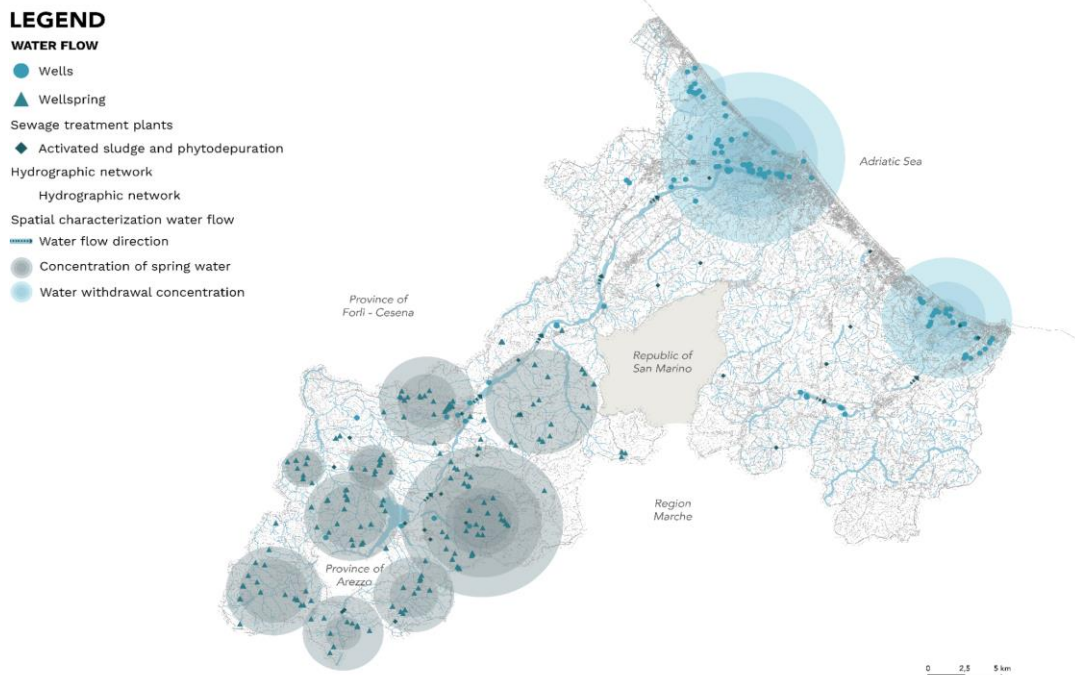 LEGEND
WATER FLOW
Wells
Wellspring
Sewage treatment plants
Activated sludge and phytodepuration
Hydrographic network
Hydrographic network
Spatial characterization water flow
Water flow direction
Concentration of spring water
Water withdrawal concentration
Adriatic Sea
Province of
Forlì - Cesena
Republic of
San Marino
Region
Marche
Province of
Arezza
0 2,5 5 km